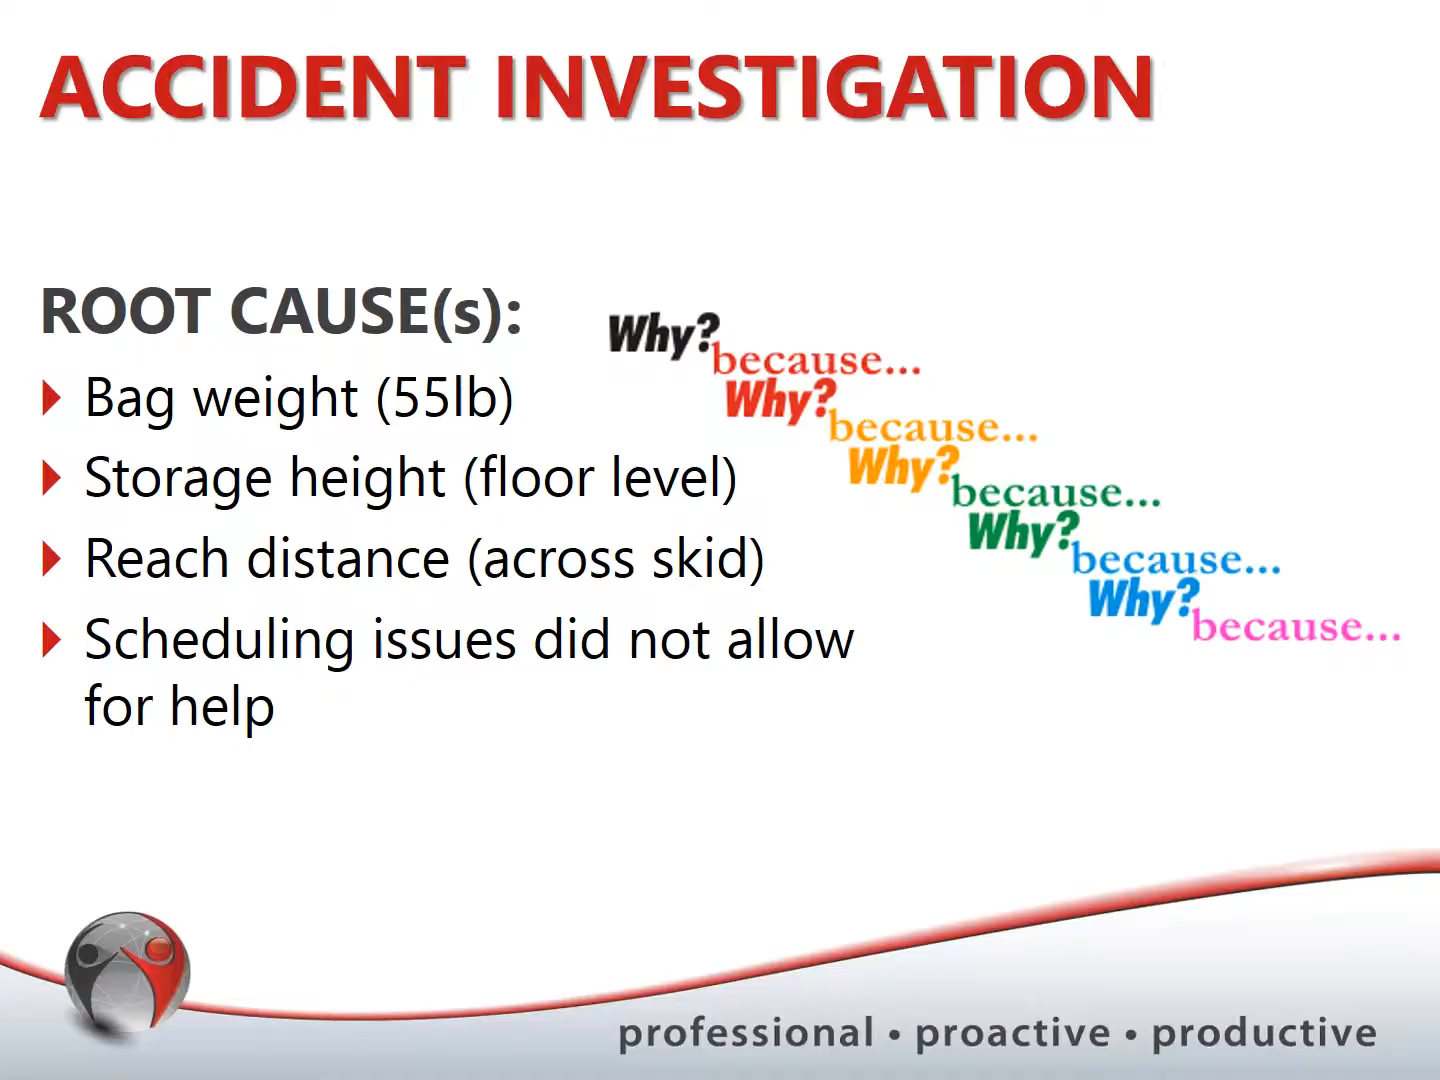 ACCIDENT INVESTIGATION
ROOT CAUSE(s):
Bag weight (55lb)
Storage height (floor level)
Reach distance (across skid)
Scheduling issues did not allow
for help
Why?
because...
Why?
because...
Why?
because...
Why?
because...
Why?
because...
professional • proactive • productive